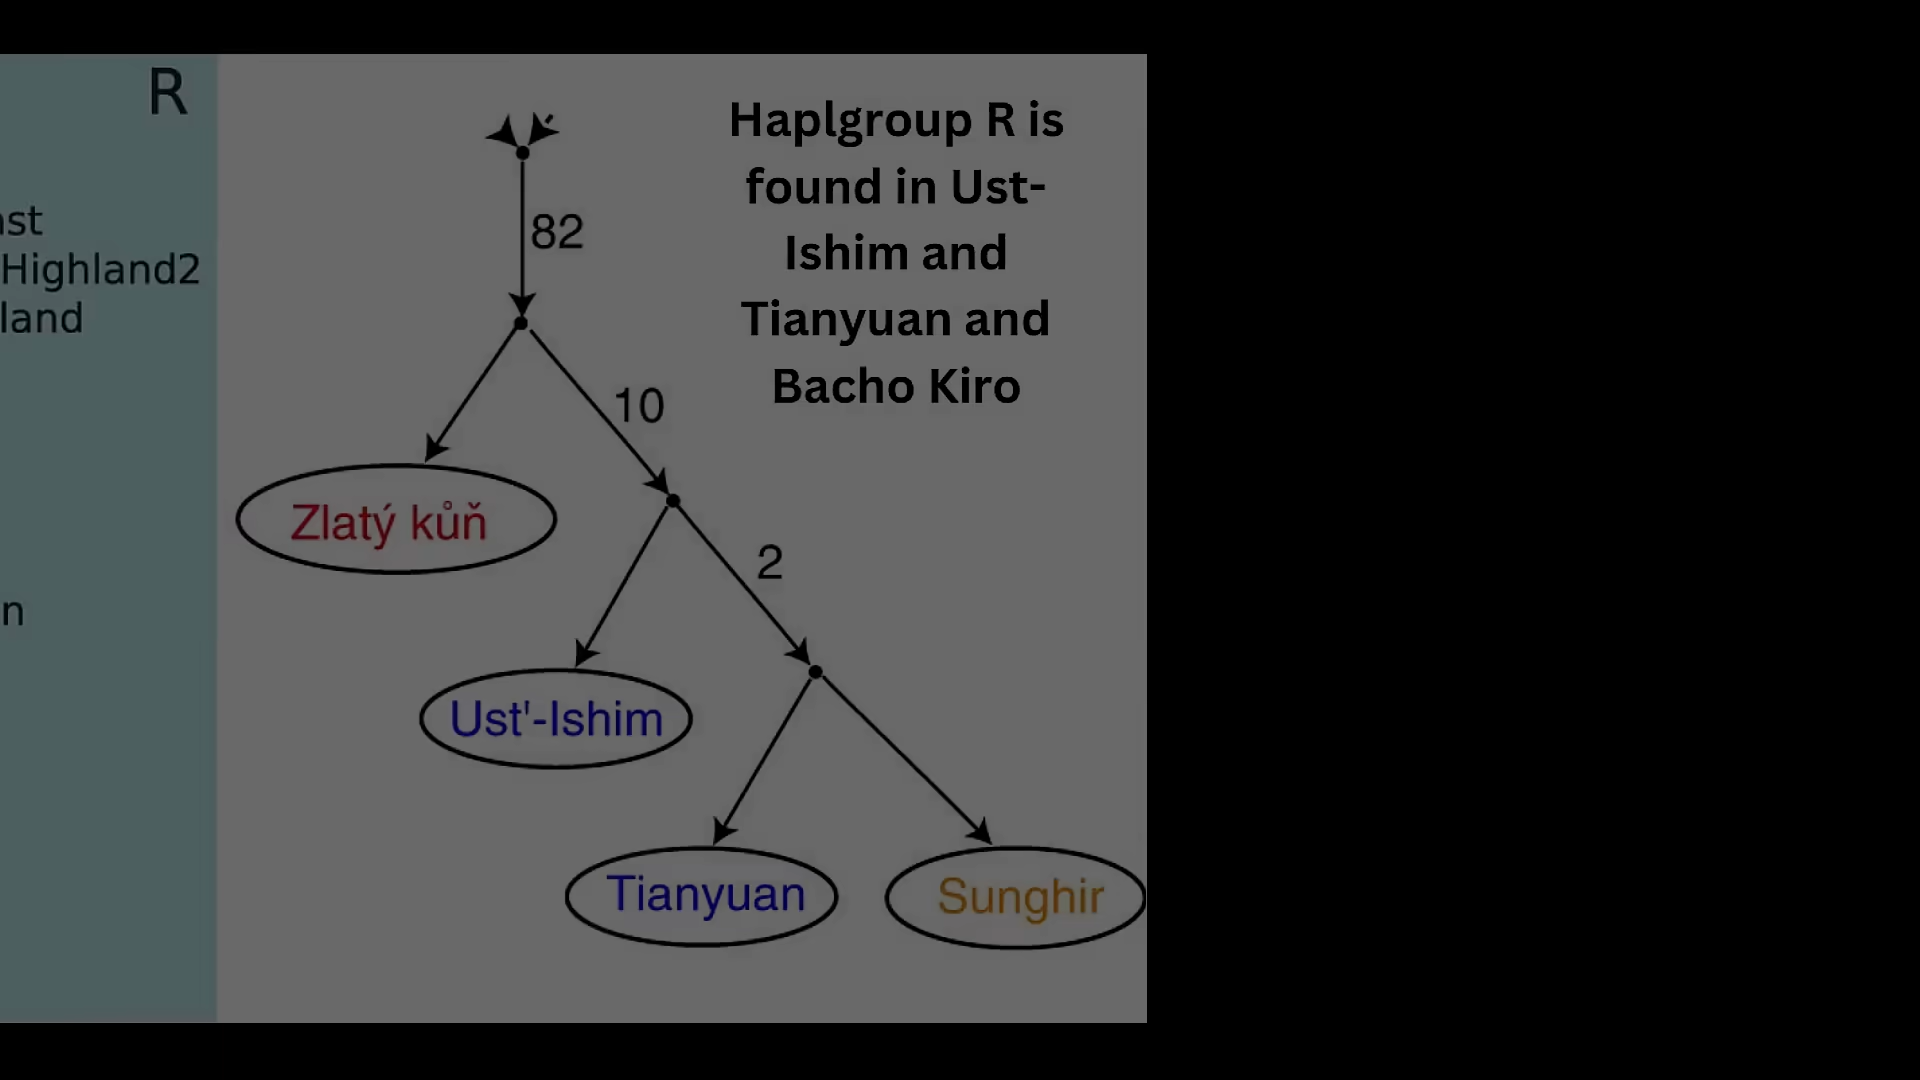 R
Highland2
Haplgroup R is
found in Ust-
Ishim and
Tianyuan and
Bacho Kiro
82
10
Zlatý kůň
2
Ust'-Ishim
Tianyuan
Sunghir